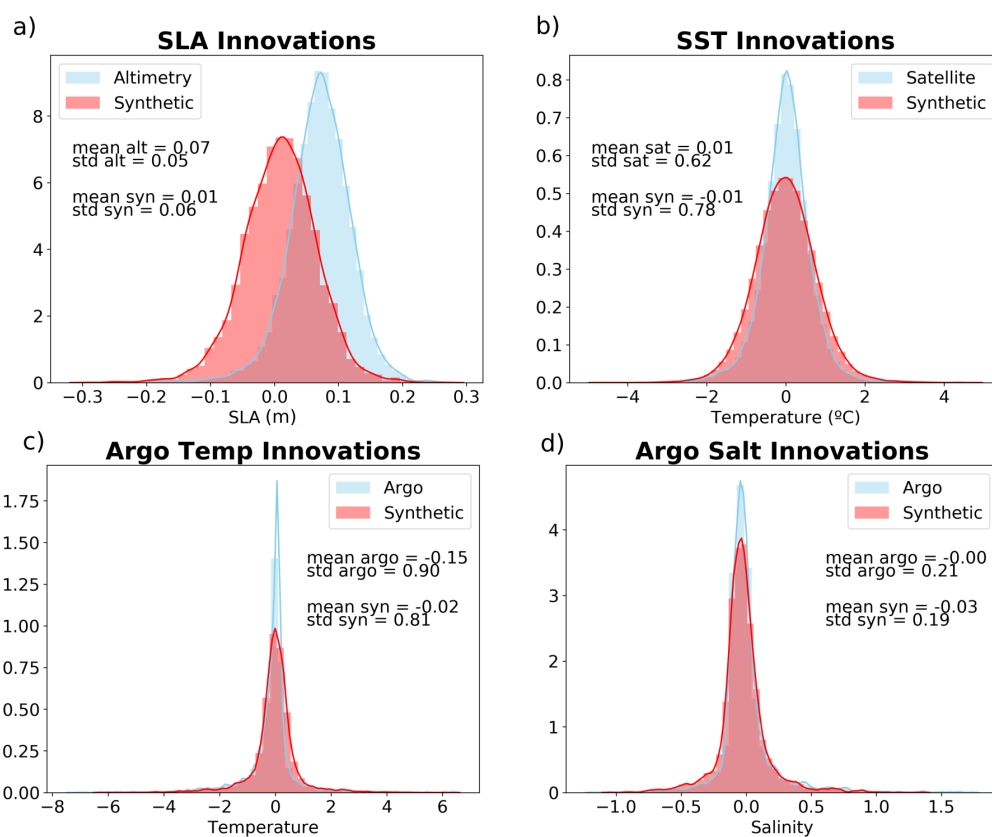 a)
SLA Innovations
Altimetry
Synthetic
mean alt = 0.07
std alt = 0.05
mean syn = 0.01
std syn = 0.06
8
6
4
2
0
−0.3 −0.2 −0.1 0.0 0.1 0.2 0.3
SLA (m)
b)
SST Innovations
Satellite
Synthetic
mean sat = 0.01
std sat = 0.62
mean syn = -0.01
std syn = 0.78
0.8
0.7
0.6
0.5
0.4
0.3
0.2
0.1
0.0
−4 −2 0 2 4
Temperature (ºC)
c)
Argo Temp Innovations
Argo
Synthetic
mean argo = -0.15
std argo = 0.90
mean syn = -0.02
std syn = 0.81
1.75
1.50
1.25
1.00
0.75
0.50
0.25
0.00
−8 −6 −4 −2 0 2 4 6
Temperature
d)
Argo Salt Innovations
Argo
Synthetic
mean argo = -0.00
std argo = 0.21
mean syn = -0.03
std syn = 0.19
4
3
2
1
0
−1.0 −0.5 0.0 0.5 1.0 1.5
Salinity